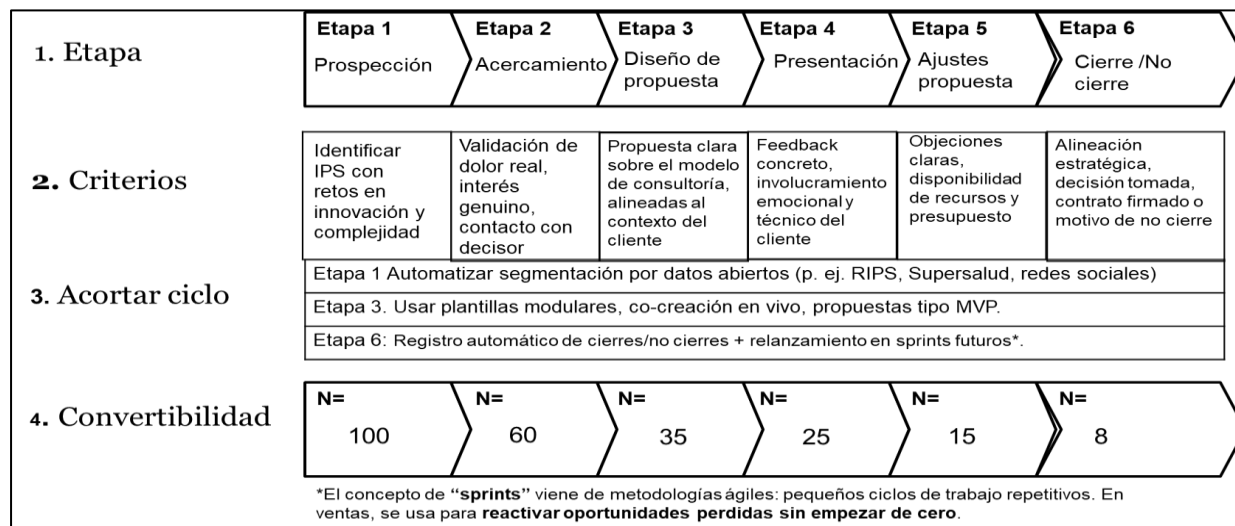 1. Etapa
Etapa 1
Prospección
Etapa 2
Acercamiento
Etapa 3
Diseño de
propuesta
Etapa 4
Presentación
Etapa 5
Ajustes
propuesta
Etapa 6
Cierre /No
cierre
2. Criterios
Identificar
IPS con
retos en
innovación y
complejidad
Validación de
dolor real,
interés
genuino,
contacto con
decisor
Propuesta clara
sobre el modelo
de consultoría,
alineadas al
contexto del
cliente
Feedback
concreto,
involucramiento
emocional y
técnico del
cliente
Objeciones
claras,
disponibilidad
de recursos y
presupuesto
Alineación
estratégica,
decisión tomada,
contrato firmado o
motivo de no cierre
3. Acortar ciclo
Etapa 1 Automatizar segmentación por datos abiertos (p. ej. RIPS, Supersalud, redes sociales)
Etapa 3. Usar plantillas modulares, co-creación en vivo, propuestas tipo MVP.
Etapa 6: Registro automático de cierres/no cierres + relanzamiento en sprints futuros*.
4. Convertibilidad
N=
100
N=
60
N=
35
N=
25
N=
15
N=
8
*El concepto de “sprints” viene de metodologías ágiles: pequeños ciclos de trabajo repetitivos. En
ventas, se usa para reactivar oportunidades perdidas sin empezar de cero.